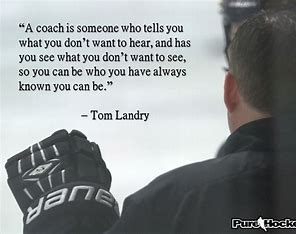 “A coach is someone who tells you
what you don’t want to hear, and has
you see what you don’t want to see,
so you can be who you have always
known you can be.”
– Tom Landry
BAUER
Pure Hocke